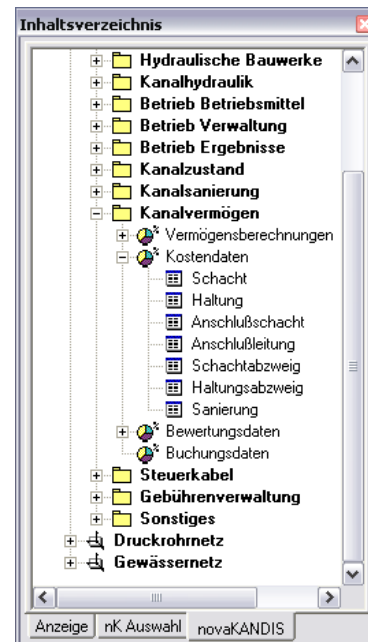 Inhaltsverzeichnis
Hydraulische Bauwerke
Kanalhydraulik
Betrieb Betriebsmittel
Betrieb Verwaltung
Betrieb Ergebnisse
Kanalzustand
Kanalsanierung
Kanalvermögen
Vermögensberechnungen
Kostendaten
Schacht
Haltung
Anschlußschacht
Anschlußleitung
Schachtabzweig
Haltungsabzweig
Sanierung
Bewertungsdaten
Buchungsdaten
Steuerkabel
Gebührenverwaltung
Sonstiges
Druckrohrnetz
Gewässernetz
Anzeige nK Auswahl novaKANDIS